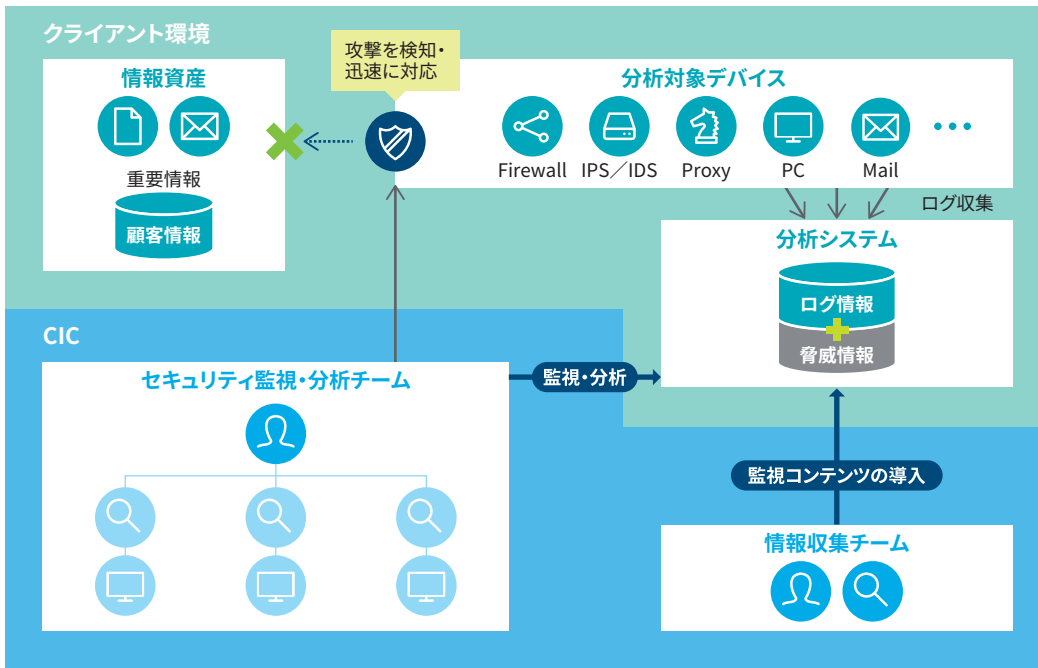 クライアント環境
攻撃を検知・
迅速に対応
情報資産
重要情報
顧客情報
分析対象デバイス
Firewall
IPS／IDS
Proxy
PC
Mail
ログ収集
分析システム
ログ情報
脅威情報
CIC
セキュリティ監視・分析チーム
監視・分析
監視コンテンツの導入
情報収集チーム